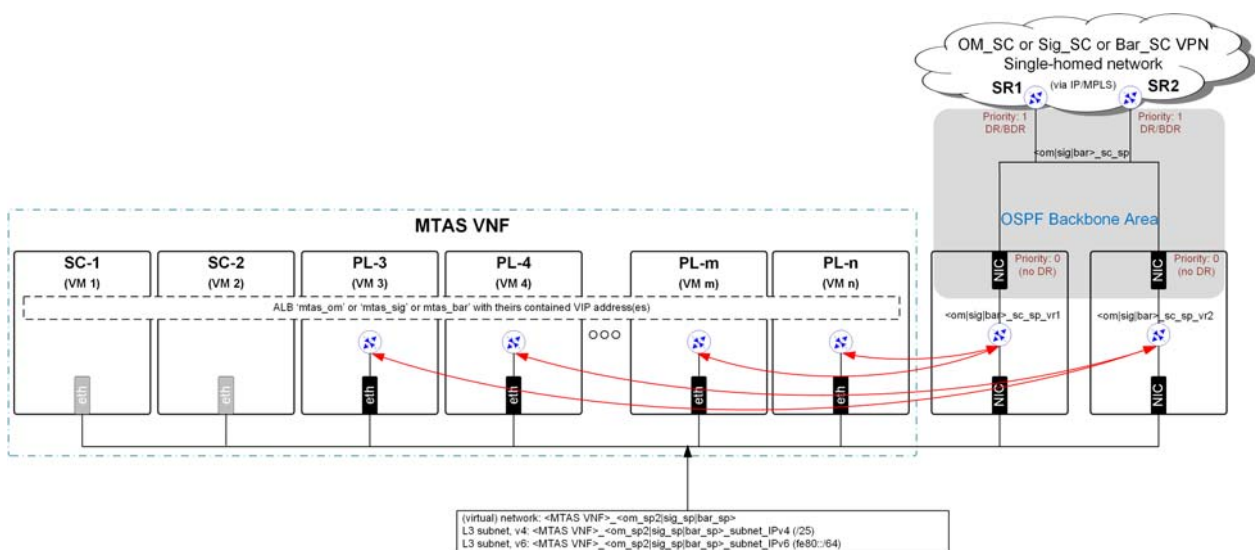 OM_SC or Sig_SC or Bar_SC VPN
Single-homed network
SR1
(via IP/MPLS)
SR2
Priority: 1
DR/BDR
Priority: 1
DR/BDR
<om|sig|bar>_sc_sp
OSPF Backbone Area
MTAS VNF
SC-1
(VM 1)
SC-2
(VM 2)
PL-3
(VM 3)
PL-4
(VM 4)
PL-m
(VM m)
PL-n
(VM n)
NIC
Priority: 0
(no DR)
NIC
Priority: 0
(no DR)
ALB 'mtas_om' or 'mtas_sig' or mtas_bar' with theirs contained VIP address(es)
<om|sig|bar>_sc_sp_vr1
<om|sig|bar>_sc_sp_vr2
eth
eth
eth
eth
eth
eth
NIC
NIC
(virtual) network: <MTAS VNF>_<om_sp2|sig_sp|bar_sp>
L3 subnet, v4: <MTAS VNF>_<om_sp2|sig_sp|bar_sp>_subnet_IPv4 (/25)
L3 subnet, v6: <MTAS VNF>_<om_sp2|sig_sp|bar_sp>_subnet_IPv6 (fe80::/64)